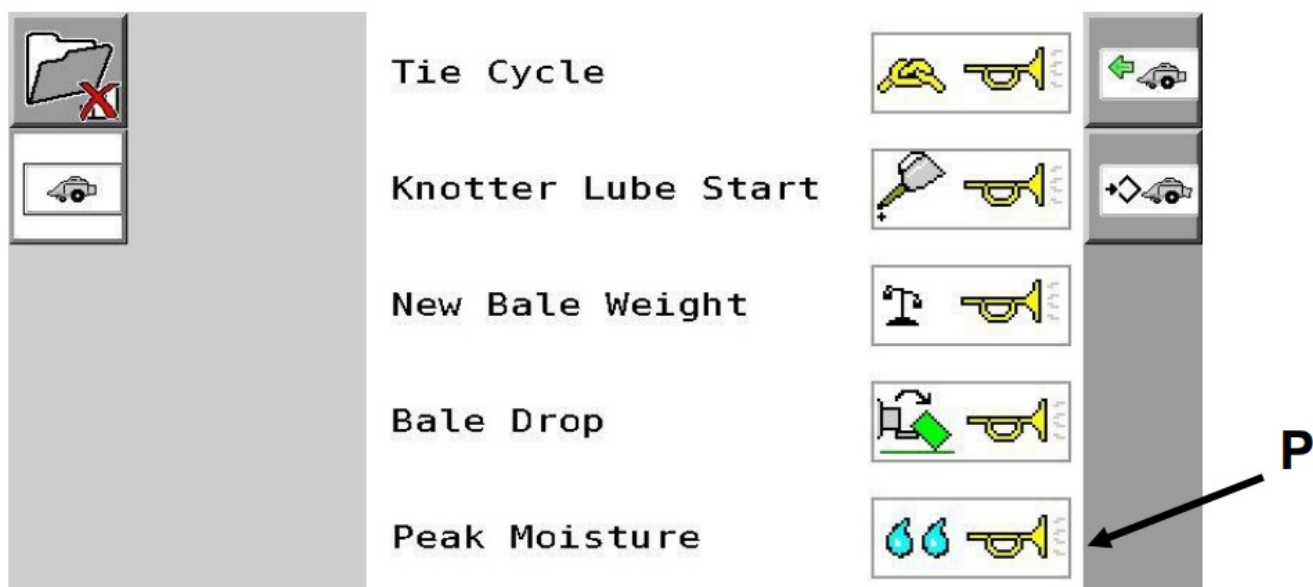 Tie Cycle
Knotter Lube Start
New Bale Weight
Bale Drop
P
Peak Moisture